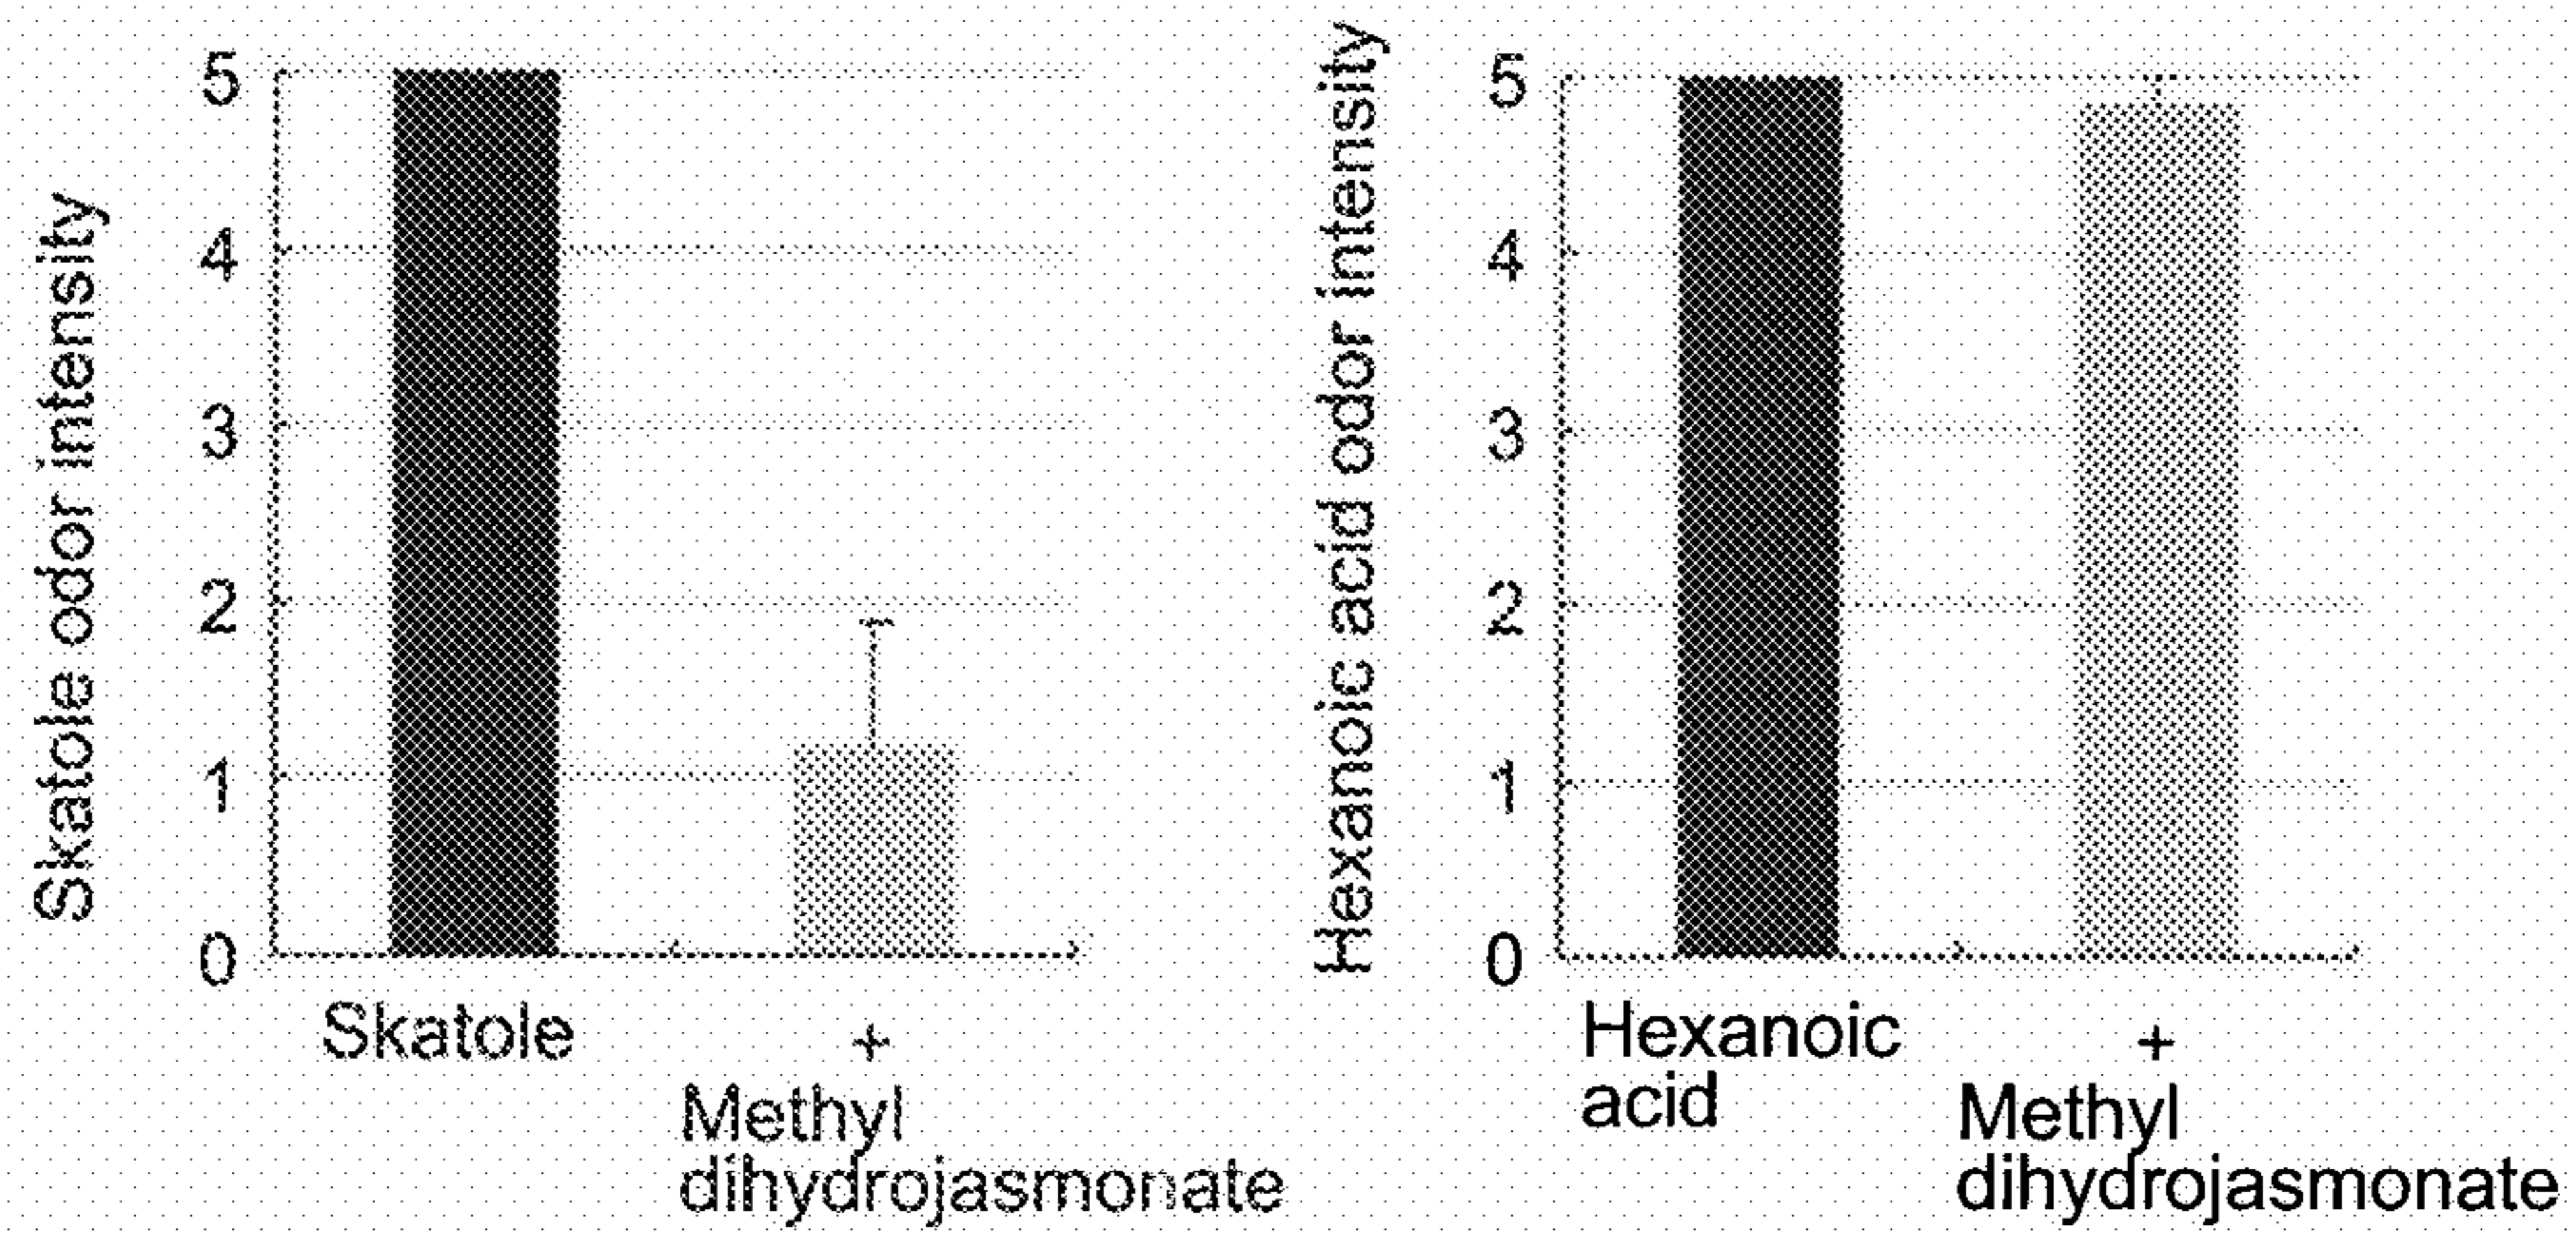 Skatole odor intensity
5
4
3
2
1
0
Skatole
+
Methyl
dihydrojasmonate
Hexanoic acid odor intensity
5
4
3
2
1
0
Hexanoic
acid
+
Methyl
dihydrojasmonate